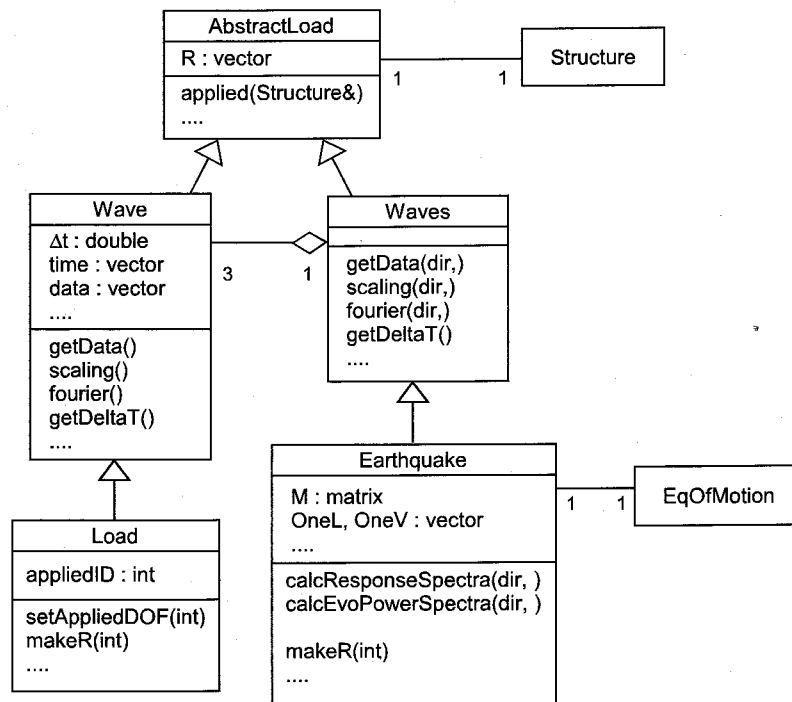 AbstractLoad
R : vector
applied(Structure&)
....
1
1
Structure
Wave
Δt : double
time : vector
data : vector
....
getData()
scaling()
fourier()
getDeltaT()
....
3
1
Waves
getData(dir,)
scaling(dir,)
fourier(dir,)
getDeltaT()
....
Load
appliedID : int
setAppliedDOF(int)
makeR(int)
....
Earthquake
M : matrix
OneL, OneV : vector
....
calcResponseSpectra(dir, )
calcEvoPowerSpectra(dir, )
makeR(int)
....
1
1
EqOfMotion